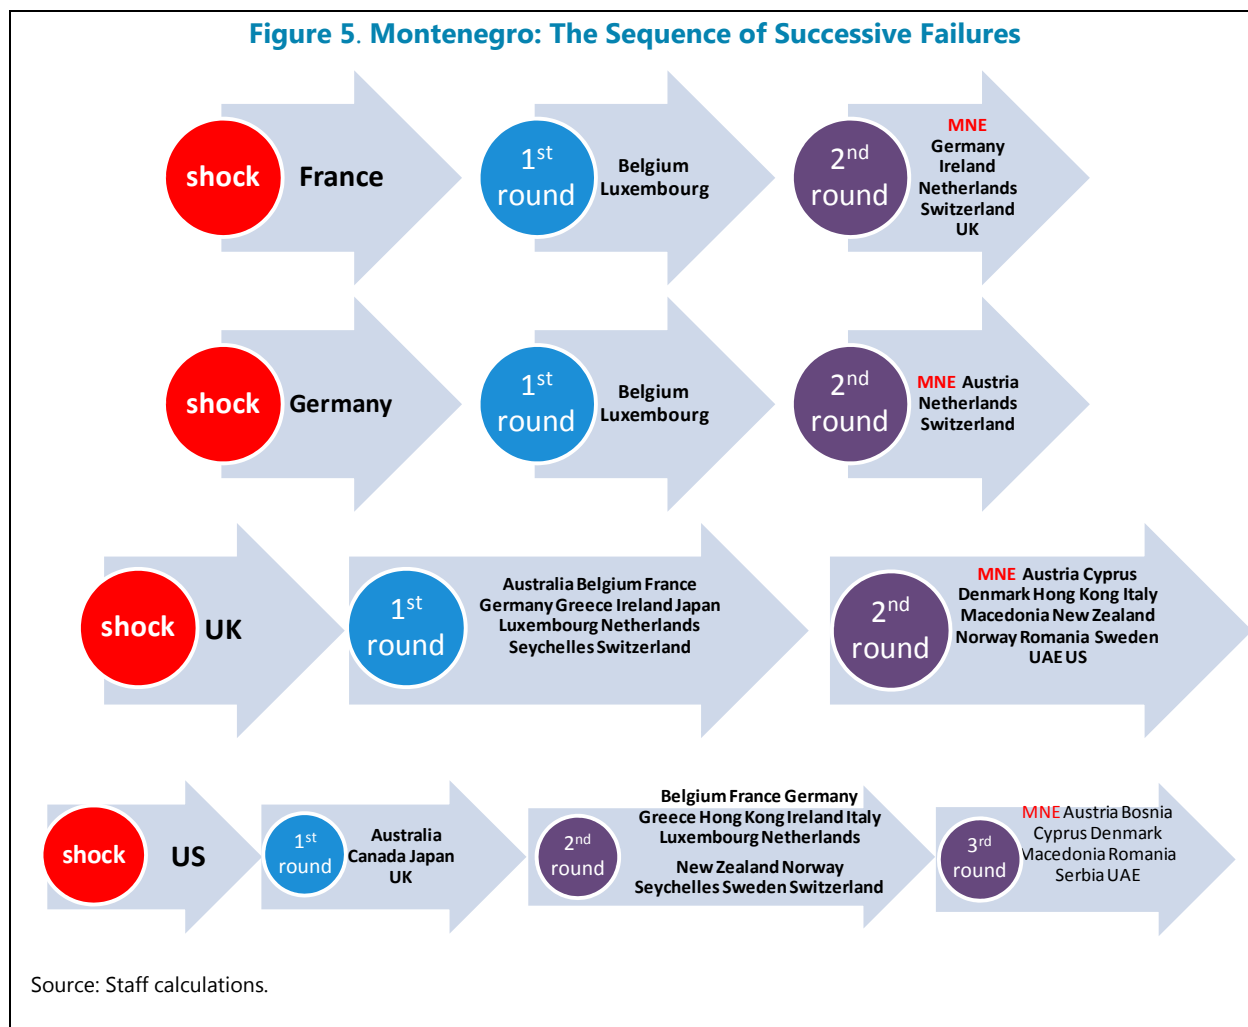 Figure 5. Montenegro: The Sequence of Successive Failures
shock
France
1st
round
Belgium
Luxembourg
2nd
round
MNE
Germany
Ireland
Netherlands
Switzerland
UK
shock
Germany
1st
round
Belgium
Luxembourg
2nd
round
MNE Austria
Netherlands
Switzerland
shock
UK
1st
round
Australia Belgium France
Germany Greece Ireland Japan
Luxembourg Netherlands
Seychelles Switzerland
2nd
round
MNE Austria Cyprus
Denmark Hong Kong Italy
Macedonia New Zealand
Norway Romania Sweden
UAE US
shock
US
1st
round
Australia
Canada Japan
UK
2nd
round
Belgium France Germany
Greece Hong Kong Ireland Italy
Luxembourg Netherlands
New Zealand Norway
Seychelles Sweden Switzerland
3rd
round
MNE Austria Bosnia
Cyprus Denmark
Macedonia Romania
Serbia UAE
Source: Staff calculations.